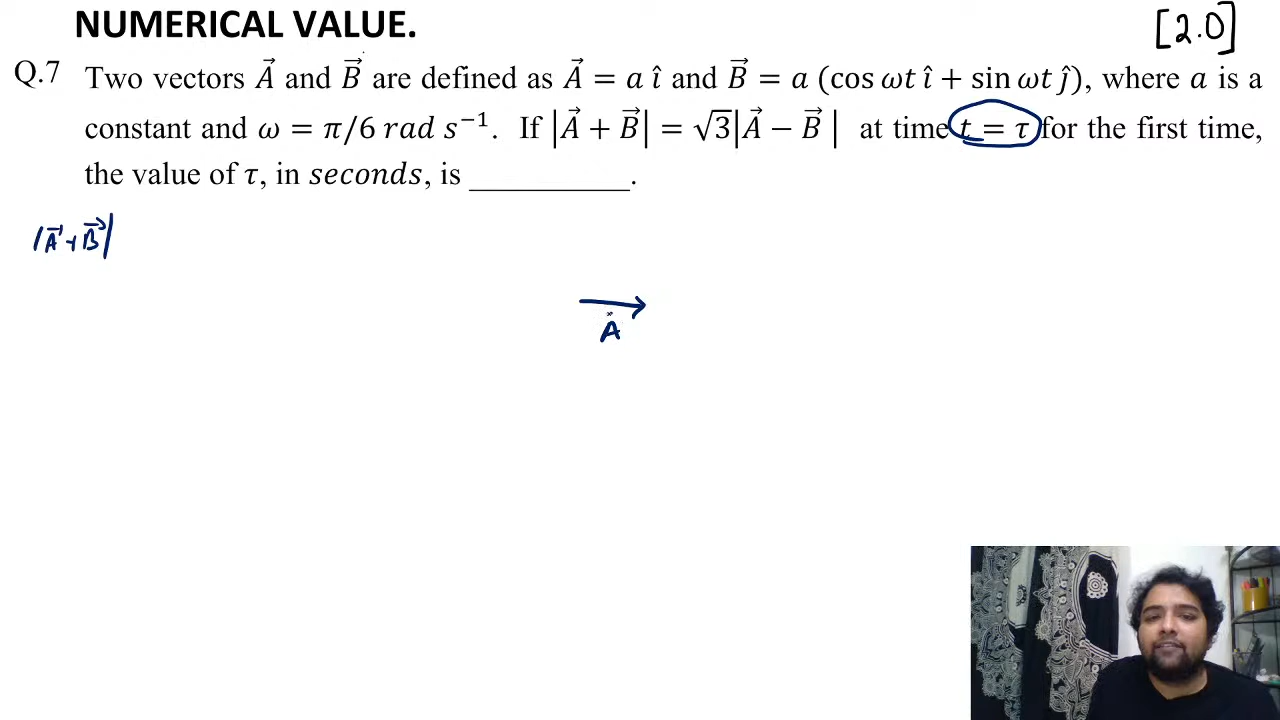 NUMERICAL VALUE.
[2.0]
Q.7 Two vectors A⃗ and B⃗ are defined as A⃗ = a î and B⃗ = a (cos ωt î + sin ωt ĵ), where a is a
constant and ω = π/6 rad s⁻¹. If |A⃗ + B⃗| = √3|A⃗ − B⃗ | at time t = τ for the first time,
the value of τ, in seconds, is ___________.
|A⃗+B⃗|
A